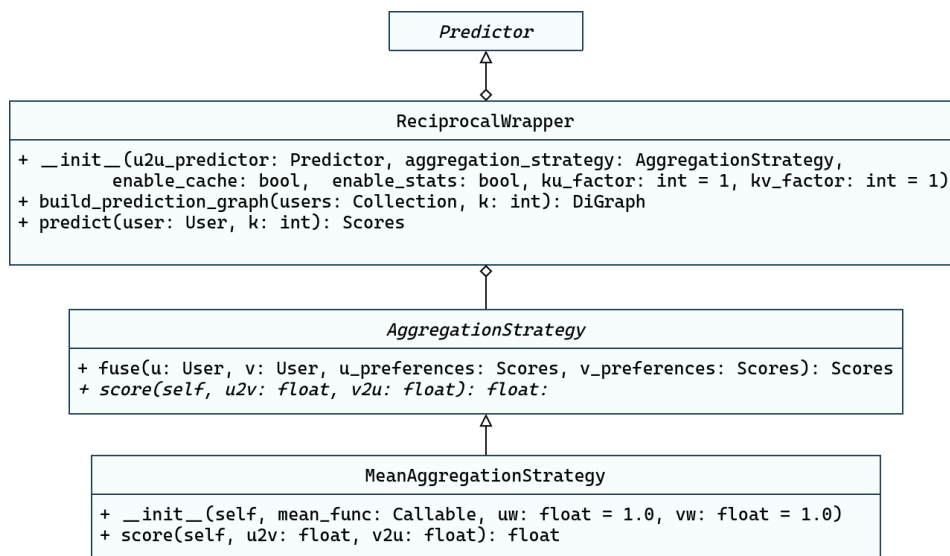 Predictor
ReciprocalWrapper
+ __init__(u2u_predictor: Predictor, aggregation_strategy: AggregationStrategy,
enable_cache: bool, enable_stats: bool, ku_factor: int = 1, kv_factor: int = 1)
+ build_prediction_graph(users: Collection, k: int): DiGraph
+ predict(user: User, k: int): Scores
AggregationStrategy
+ fuse(u: User, v: User, u_preferences: Scores, v_preferences: Scores): Scores
+ score(self, u2v: float, v2u: float): float:
MeanAggregationStrategy
+ __init__(self, mean_func: Callable, uw: float = 1.0, vw: float = 1.0)
+ score(self, u2v: float, v2u: float): float